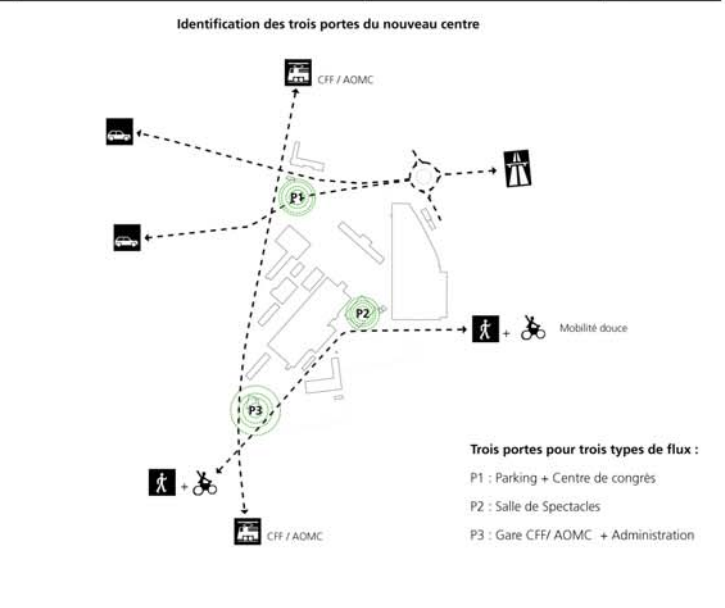 Identification des trois portes du nouveau centre
CFF / AOMC
P1
P2
+
Mobilité douce
P3
Trois portes pour trois types de flux :
P1 : Parking + Centre de congrès
+
P2 : Salle de Spectacles
CFF / AOMC
P3 : Gare CFF/ AOMC + Administration